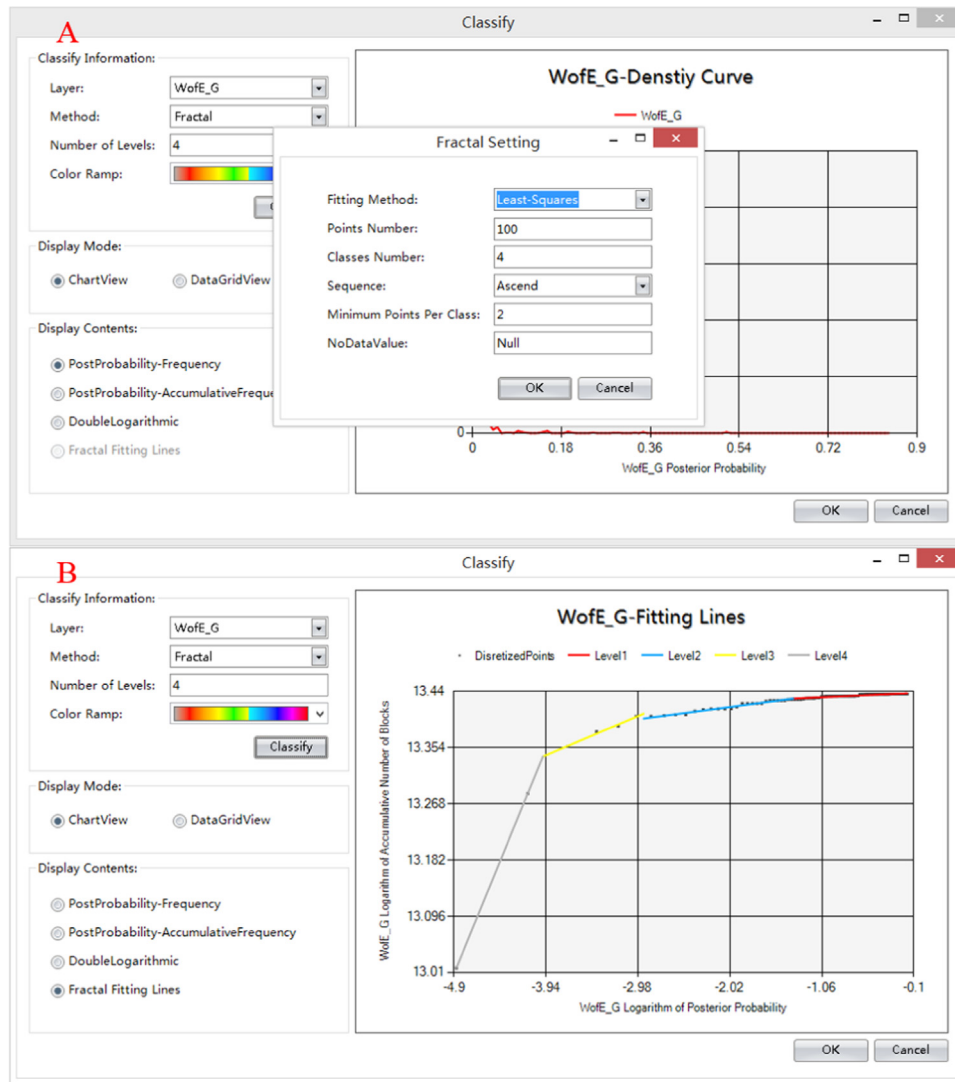 A
Classify
Classify Information:
Layer: WofE_G
Method: Fractal
Number of Levels: 4
Color Ramp:
Display Mode:
ChartView DataGridView
Display Contents:
PostProbability-Frequency
PostProbability-AccumulativeFreque
DoubleLogarithmic
Fractal Fitting Lines
WofE_G-Denstiy Curve
WofE_G
0
0 0.18 0.36 0.54 0.72 0.9
WofE_G Posterior Probability
Fractal Setting
Fitting Method: Least-Squares
Points Number: 100
Classes Number: 4
Sequence: Ascend
Minimum Points Per Class: 2
NoDataValue: Null
OK Cancel
OK Cancel
B
Classify
Classify Information:
Layer: WofE_G
Method: Fractal
Number of Levels: 4
Color Ramp:
Classify
Display Mode:
ChartView DataGridView
Display Contents:
PostProbability-Frequency
PostProbability-AccumulativeFrequency
DoubleLogarithmic
Fractal Fitting Lines
WofE_G-Fitting Lines
DisretizedPoints Level1 Level2 Level3 Level4
WofE_G Logarithm of Accumulative Number of Blocks
13.44
13.354
13.268
13.182
13.096
13.01
-4.9 -3.94 -2.98 -2.02 -1.06 -0.1
WofE_G Logarithm of Posterior Probability
OK Cancel